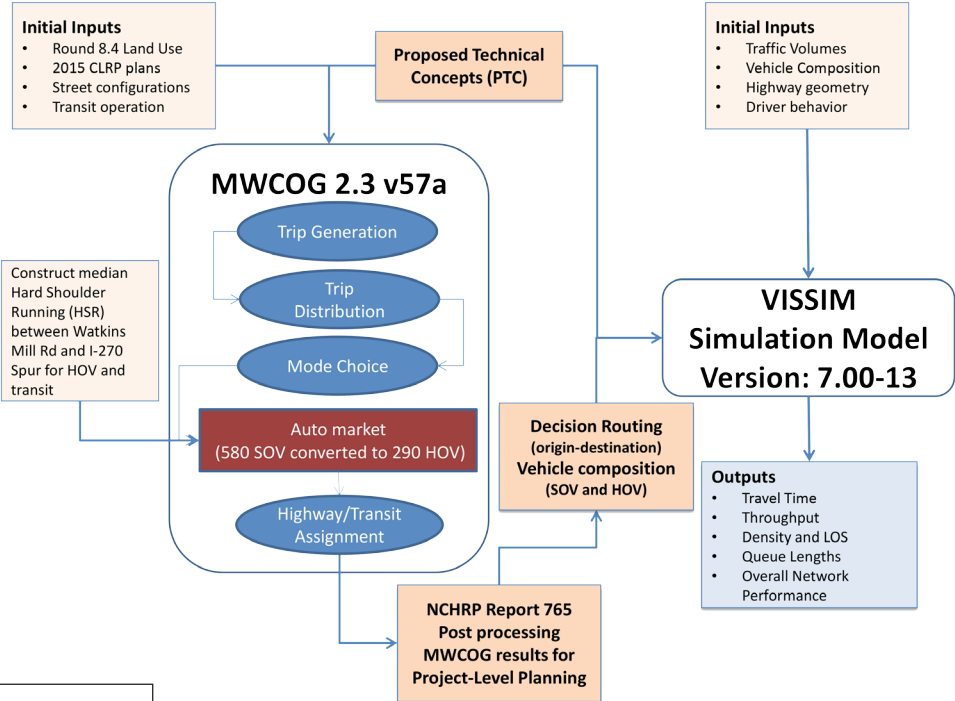 Initial Inputs
• Round 8.4 Land Use
• 2015 CLRP plans
• Street configurations
• Transit operation
Proposed Technical
Concepts (PTC)
Initial Inputs
• Traffic Volumes
• Vehicle Composition
• Highway geometry
• Driver behavior
MWCOG 2.3 v57a
Trip Generation
Trip
Distribution
Mode Choice
Construct median
Hard Shoulder
Running (HSR)
between Watkins
Mill Rd and I-270
Spur for HOV and
transit
Auto market
(580 SOV converted to 290 HOV)
Highway/Transit
Assignment
NCHRP Report 765
Post processing
MWCOG results for
Project-Level Planning
Decision Routing
(origin-destination)
Vehicle composition
(SOV and HOV)
VISSIM
Simulation Model
Version: 7.00-13
Outputs
• Travel Time
• Throughput
• Density and LOS
• Queue Lengths
• Overall Network
Performance